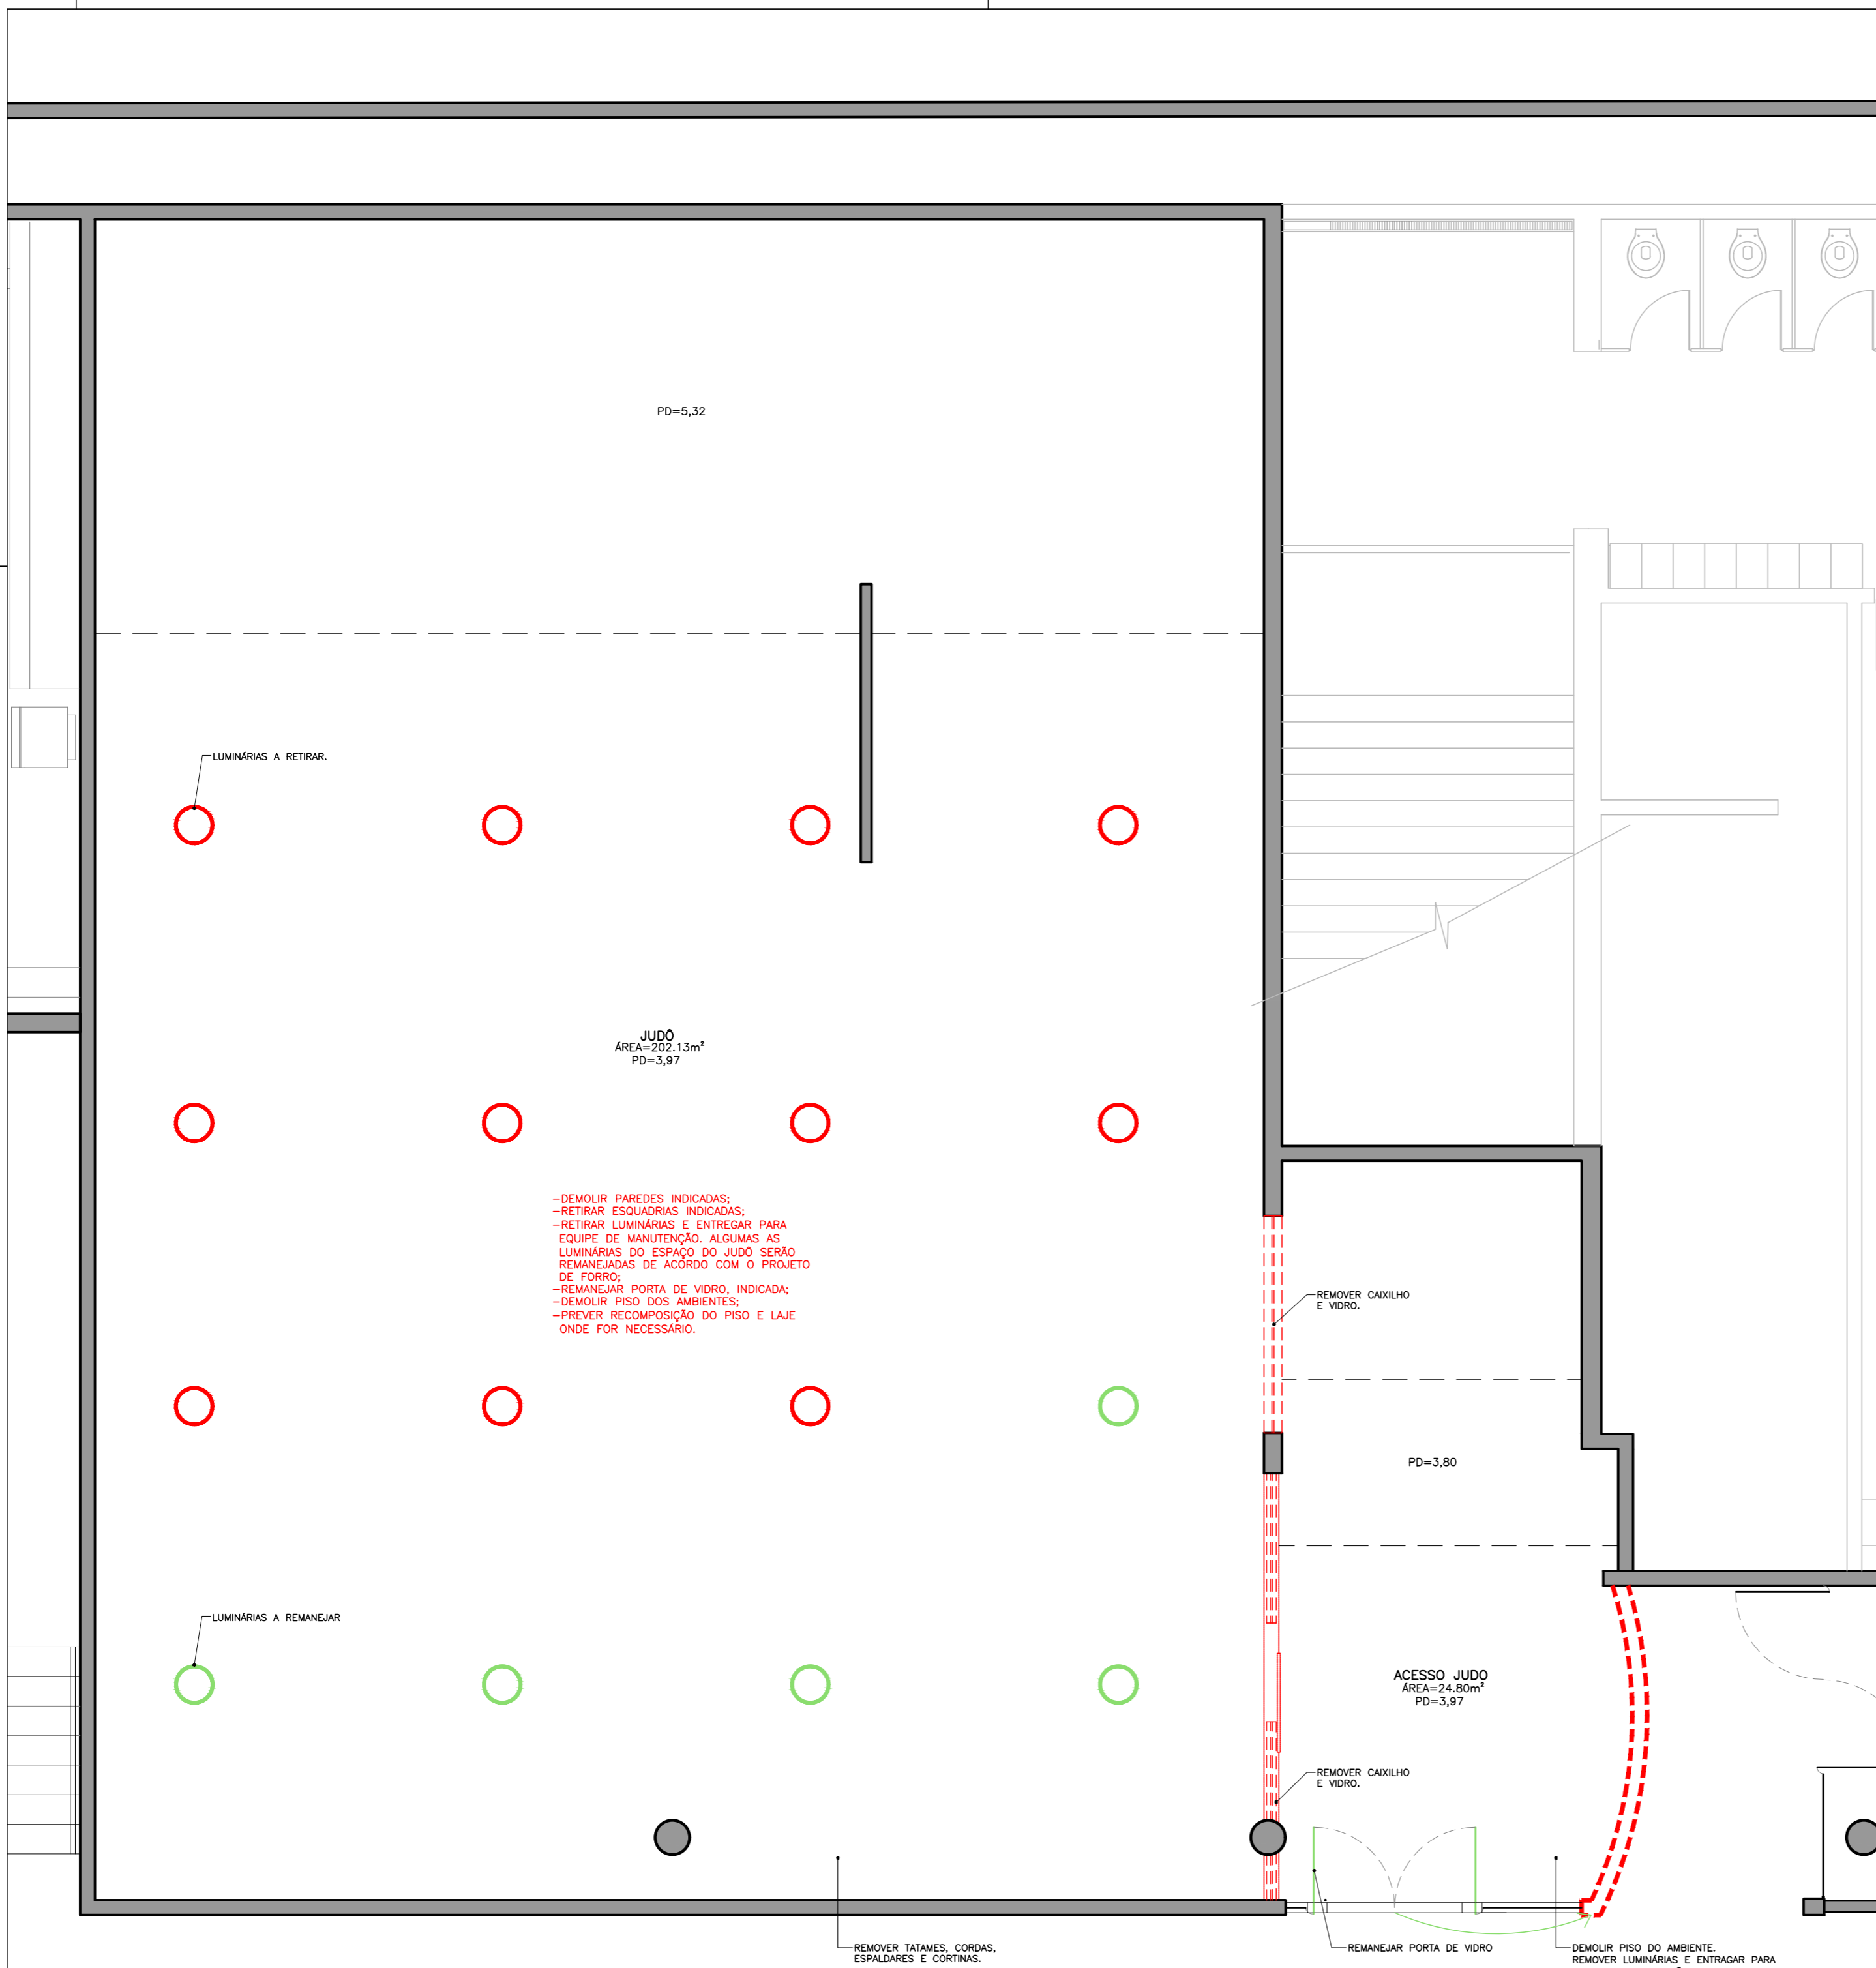 PD=5,32
LUMINÁRIAS A RETIRAR.
JUDÔ
ÁREA=202.13m²
PD=3,97
-DEMOLIR PAREDES INDICADAS;
-RETIRAR ESQUADRIAS INDICADAS;
-RETIRAR LUMINÁRIAS E ENTREGAR PARA
EQUIPE DE MANUTENÇÃO. ALGUMAS AS
LUMINÁRIAS DO ESPAÇO DO JUDÔ SERÃO
REMANEJADAS DE ACORDO COM O PROJETO
DE FORRO;
-REMANEJAR PORTA DE VIDRO, INDICADA;
-DEMOLIR PISO DOS AMBIENTES;
-PREVER RECOMPOSIÇÃO DO PISO E LAJE
ONDE FOR NECESSÁRIO.
REMOVER CAIXILHO
E VIDRO.
PD=3,80
LUMINÁRIAS A REMANEJAR
ACESSO JUDO
ÁREA=24.80m²
PD=3,97
REMOVER CAIXILHO
E VIDRO.
REMOVER TATAMES, CORDAS,
ESPALDARES E CORTINAS.
REMANEJAR PORTA DE VIDRO
DEMOLIR PISO DO AMBIENTE.
REMOVER LUMINÁRIAS E ENTRAGAR PARA